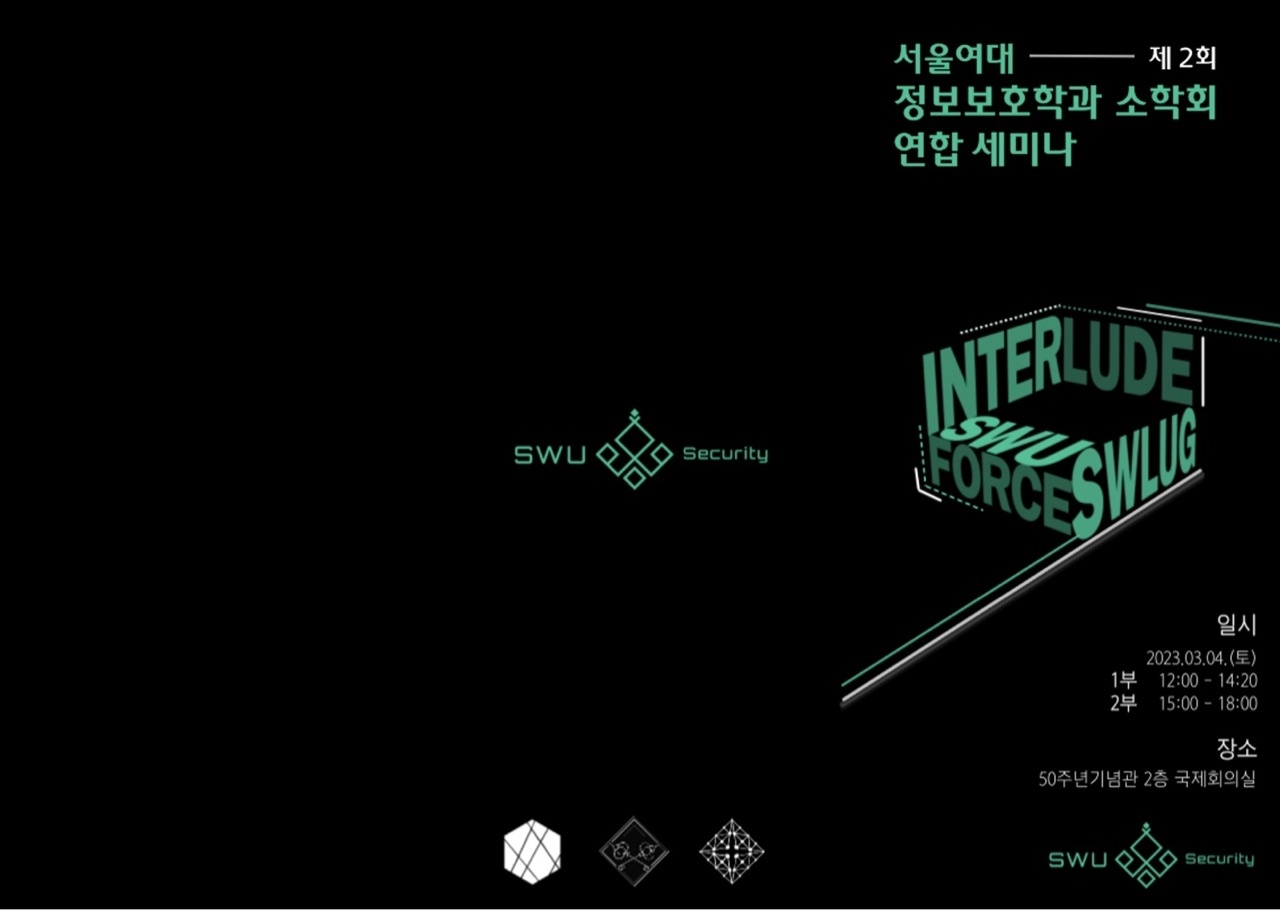 서울여대 제 2회
정보보호학과 소학회
연합 세미나
INTERLUDE
SWU
FORCE SWLUG
SWU Security
일시
2023.03.04.(토)
1부 12:00 - 14:20
2부 15:00 - 18:00
장소
50주년기념관 2층 국제회의실
SWU Security